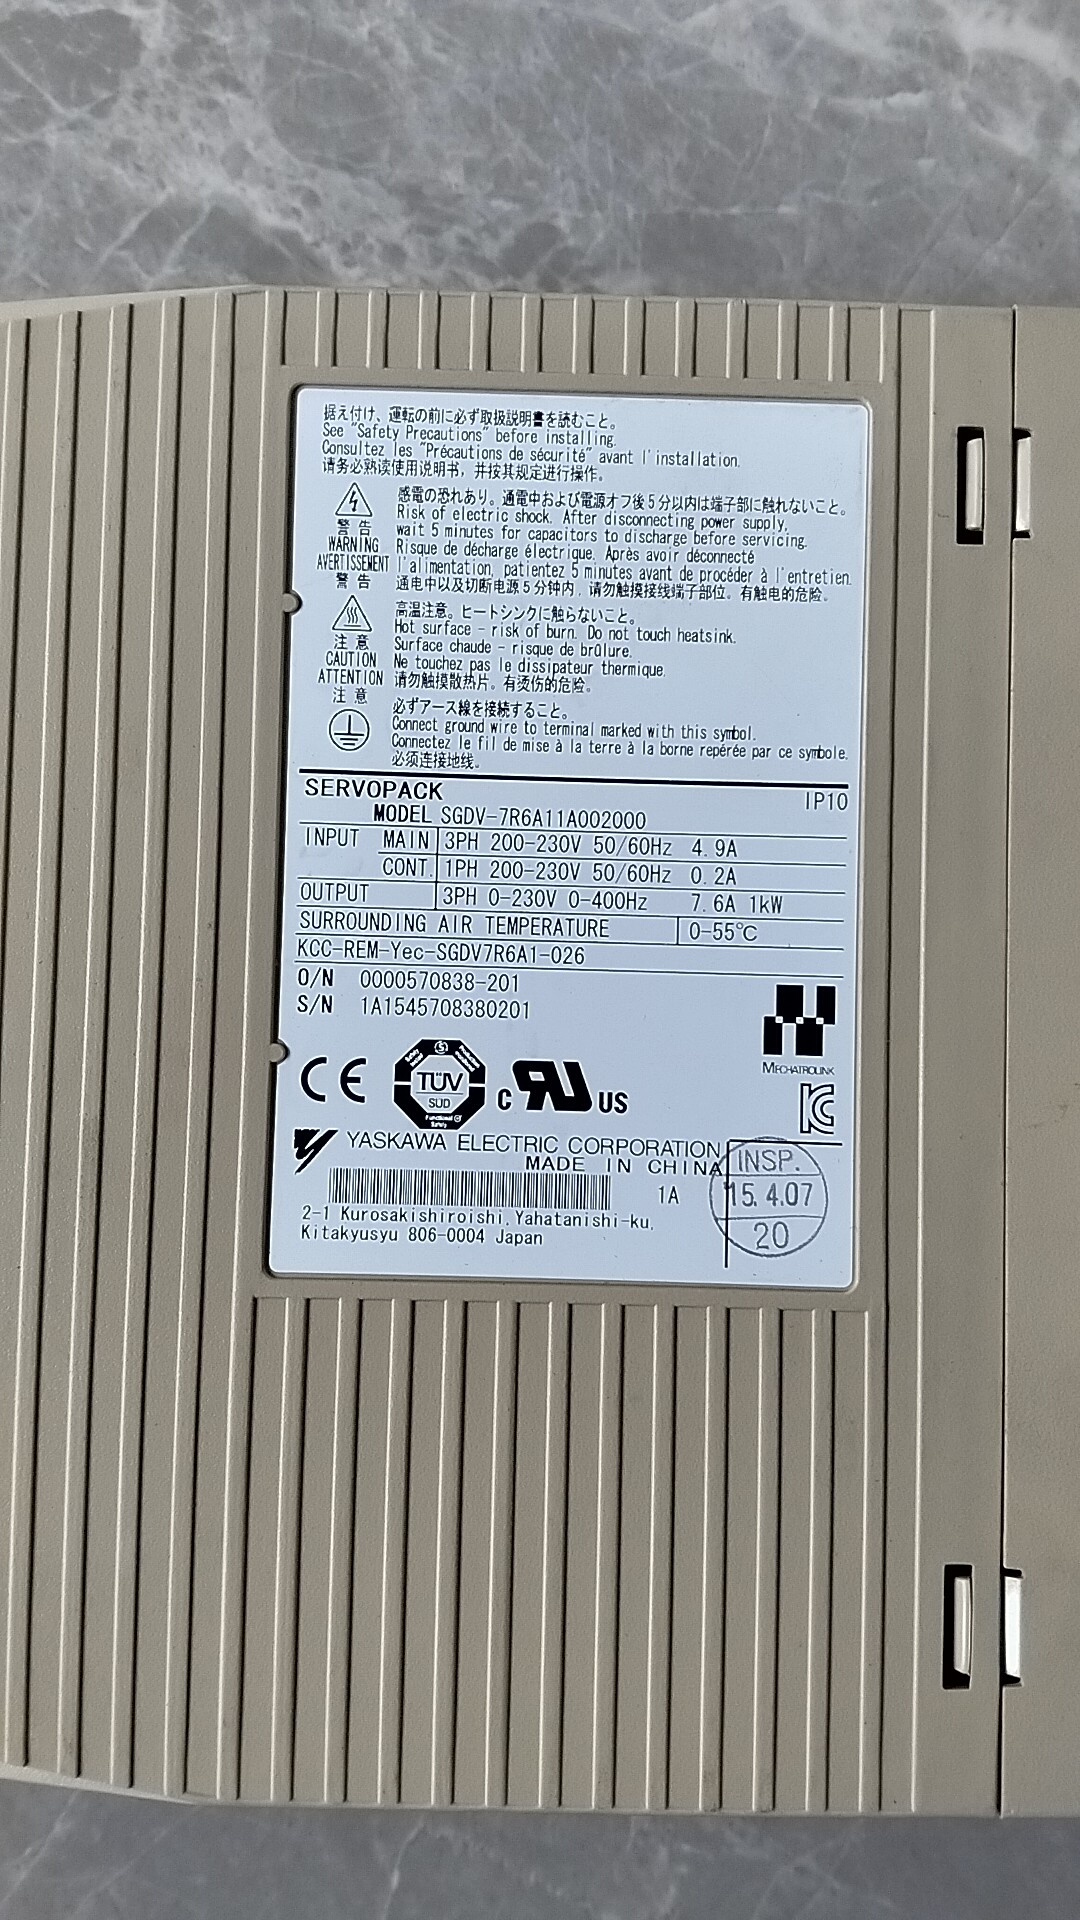 据え付け、運転の前に必ず取扱説明書を読むこと。
See "Safety Precautions" before installing.
Consultez les "Précautions de sécurité" avant l'installation.
请务必熟读使用说明书，并按其规定进行操作。
警告
WARNING
AVERTISSEMENT
警告
感電の恐れあり。通電中および電源オフ後5分以内は端子部に触れないこと。
Risk of electric shock. After disconnecting power supply,
wait 5 minutes for capacitors to discharge before servicing.
Risque de décharge électrique. Après avoir déconnecté
l'alimentation, patientez 5 minutes avant de procéder à l'entretien.
通电中以及切断电源5分钟内，请勿触摸接线端子部位。有触电的危险。
注意
CAUTION
ATTENTION
注意
高温注意。ヒートシンクに触らないこと。
Hot surface - risk of burn. Do not touch heatsink.
Surface chaude - risque de brûlure.
Ne touchez pas le dissipateur thermique.
请勿触摸散热片。有烫伤的危险。
必ずアース線を接続すること。
Connect ground wire to terminal marked with this symbol.
Connectez le fil de mise à la terre à la borne repérée par ce symbole.
必须连接地线。
SERVOPACK IP10
MODEL SGDV-7R6A11A002000
INPUT MAIN 3PH 200-230V 50/60Hz 4.9A
CONT. 1PH 200-230V 50/60Hz 0.2A
OUTPUT 3PH 0-230V 0-400Hz 7.6A 1kW
SURROUNDING AIR TEMPERATURE 0-55℃
KCC-REM-Yec-SGDV7R6A1-026
O/N 0000570838-201
S/N 1A1545708380201
MECHATROLINK
CE TÜV SÜD Functional Safety C RU US
KC
YASKAWA ELECTRIC CORPORATION
MADE IN CHINA
1A
INSP.
15.4.07
20
2-1 Kurosakishiroishi, Yahatanishi-ku,
Kitakyusyu 806-0004 Japan